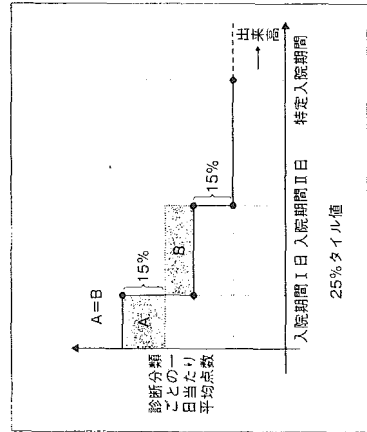 A=B
15%
A
B
15%
出来高
診断分類
ごとの一
日当たり
平均点数
入院期間Ⅰ日 入院期間Ⅱ日 特定入院期間
25%タイル値